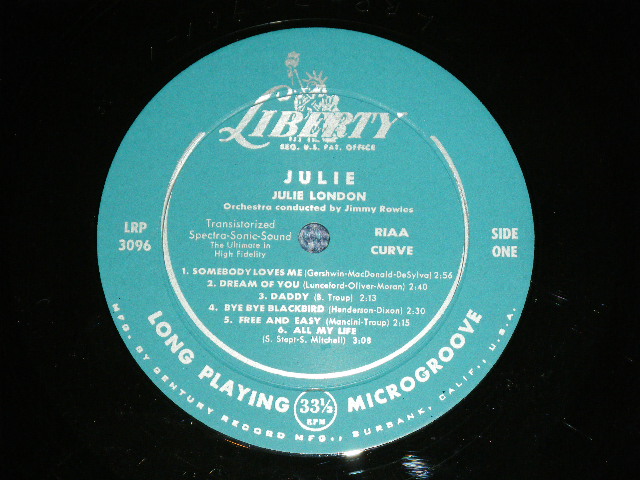 LIBERTY
REG. U.S. PAT. OFFICE
JULIE
JULIE LONDON
Orchestra conducted by Jimmy Rowles
LRP
3096
Transistorized
Spectra-Sonic-Sound
The Ultimate in
High Fidelity
RIAA
CURVE
SIDE
ONE
1. SOMEBODY LOVES ME (Gershwin-MacDonald-DeSylva) 2:56
2. DREAM OF YOU (Lunceford-Oliver-Moran) 2:40
3. DADDY (B. Troup) 2:13
4. BYE BYE BLACKBIRD (Henderson-Dixon) 2:30
5. FREE AND EASY (Mancini-Troup) 2:15
6. ALL MY LIFE
(S. Stept-S. Mitchell) 3:08
LONG PLAYING 33⅓ RPM MICROGROOVE
MFG. BY CENTURY RECORD MFG., BURBANK, CALIF., U.S.A.